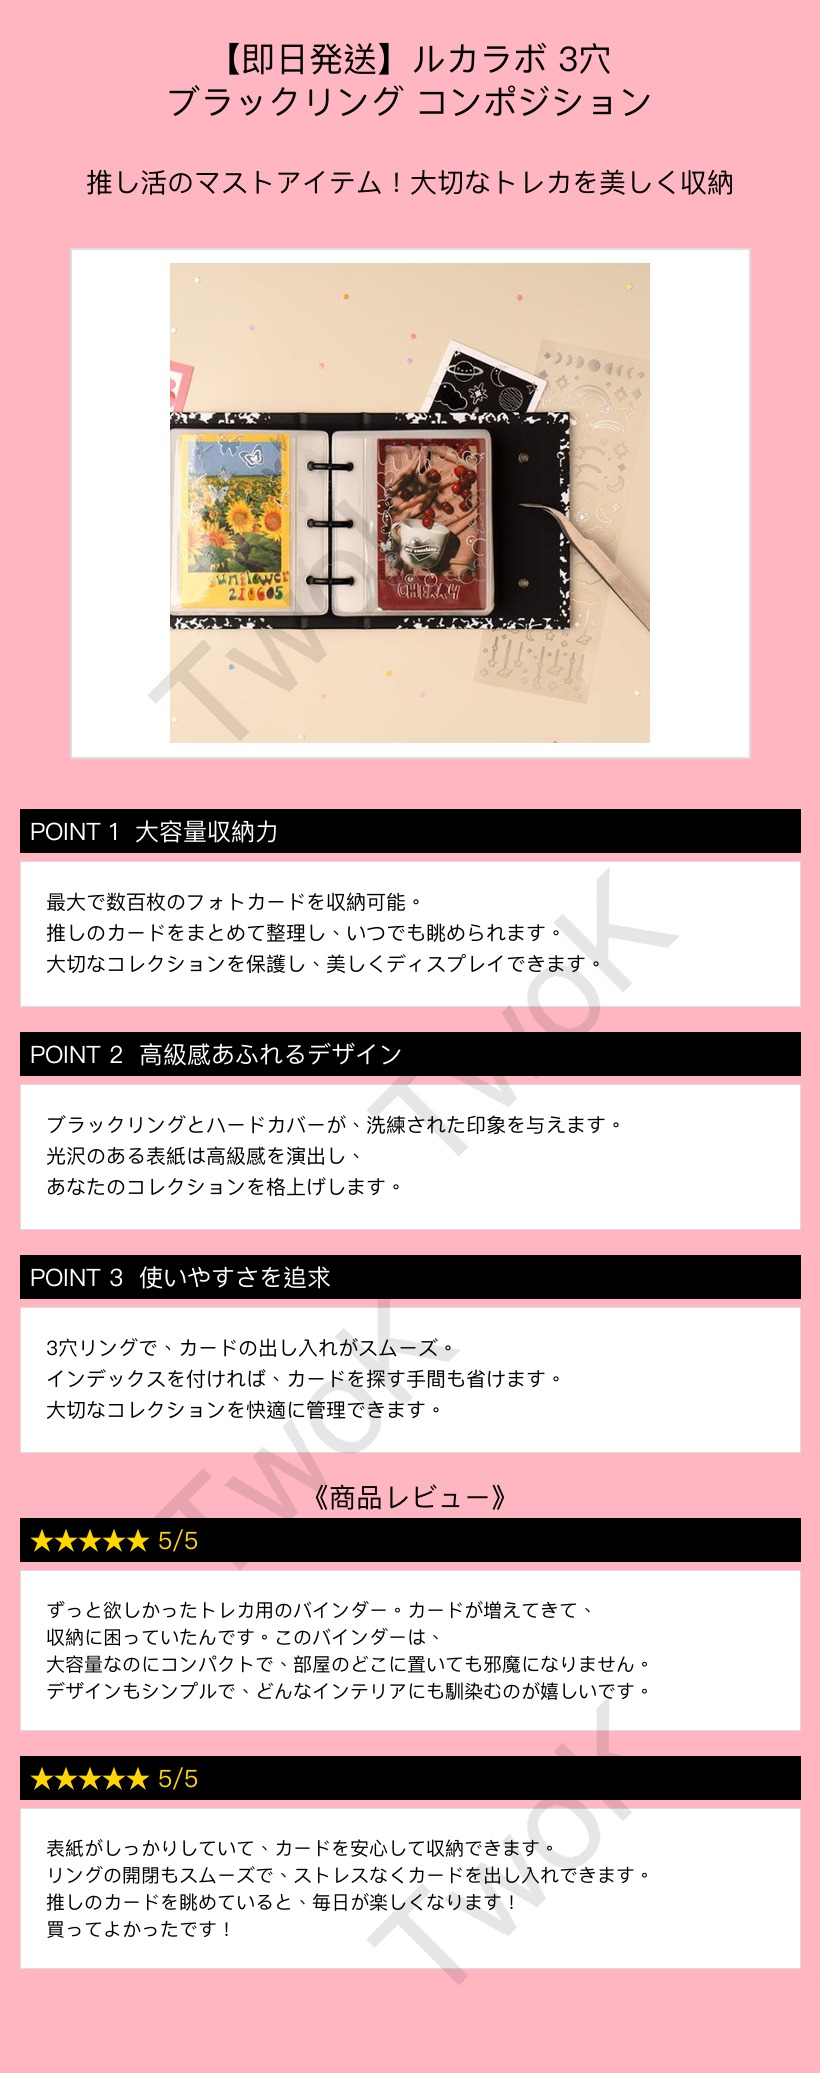 【即日発送】ルカラボ 3穴
ブラックリング コンポジション
推し活のマストアイテム！大切なトレカを美しく収納
sunflower
210605
my sunshine
CHERRY
POINT 1 大容量収納力
最大で数百枚のフォトカードを収納可能。
推しのカードをまとめて整理し、いつでも眺められます。
大切なコレクションを保護し、美しくディスプレイできます。
POINT 2 高級感あふれるデザイン
ブラックリングとハードカバーが、洗練された印象を与えます。
光沢のある表紙は高級感を演出し、
あなたのコレクションを格上げします。
POINT 3 使いやすさを追求
3穴リングで、カードの出し入れがスムーズ。
インデックスを付ければ、カードを探す手間も省けます。
大切なコレクションを快適に管理できます。
《商品レビュー》
★★★★★ 5/5
ずっと欲しかったトレカ用のバインダー。カードが増えてきて、
収納に困っていたんです。このバインダーは、
大容量なのにコンパクトで、部屋のどこに置いても邪魔になりません。
デザインもシンプルで、どんなインテリアにも馴染むのが嬉しいです。
★★★★★ 5/5
表紙がしっかりしていて、カードを安心して収納できます。
リングの開閉もスムーズで、ストレスなくカードを出し入れできます。
推しのカードを眺めていると、毎日が楽しくなります！
買ってよかったです！
TwoK
TwoK
TwoK
TwoK